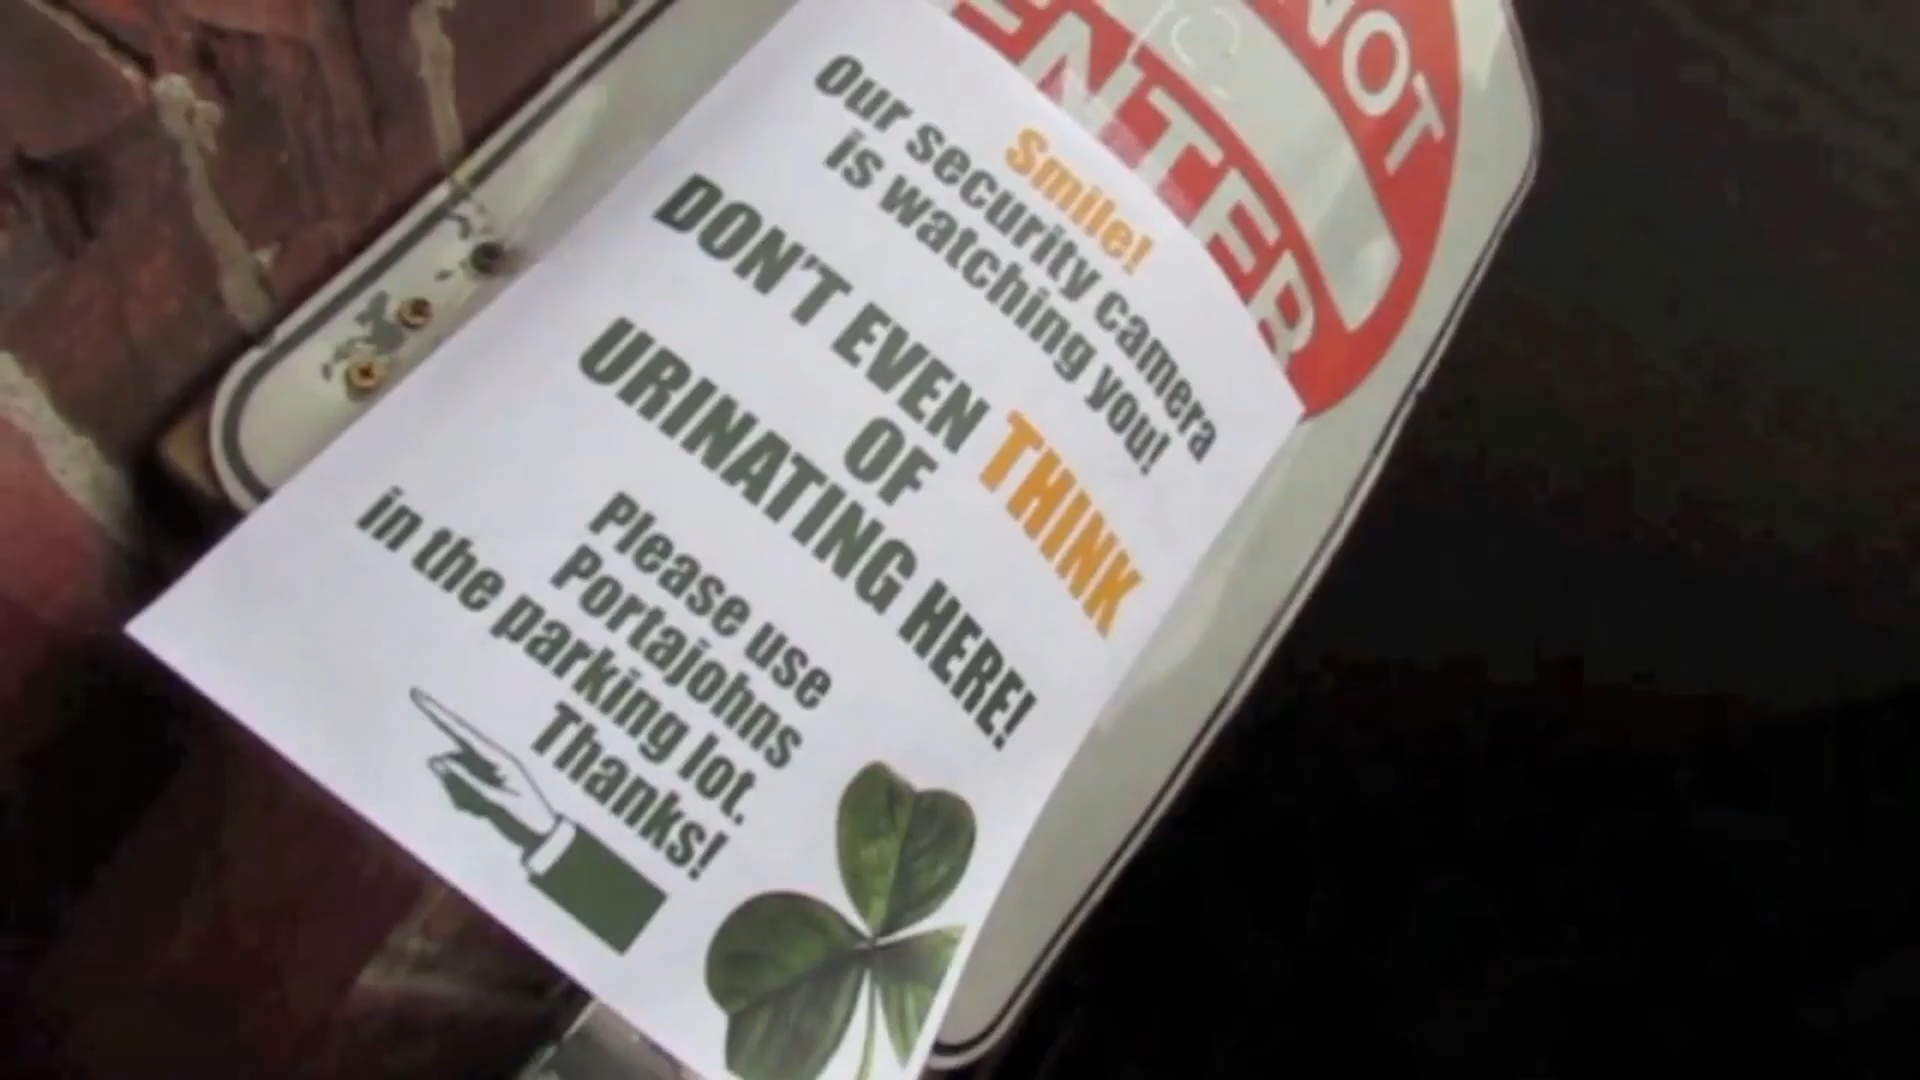 NOT
ENTER
Smile!
Our security camera
is watching you!
DON'T EVEN THINK
OF
URINATING HERE!
Please use
Portajohns
in the parking lot.
Thanks!